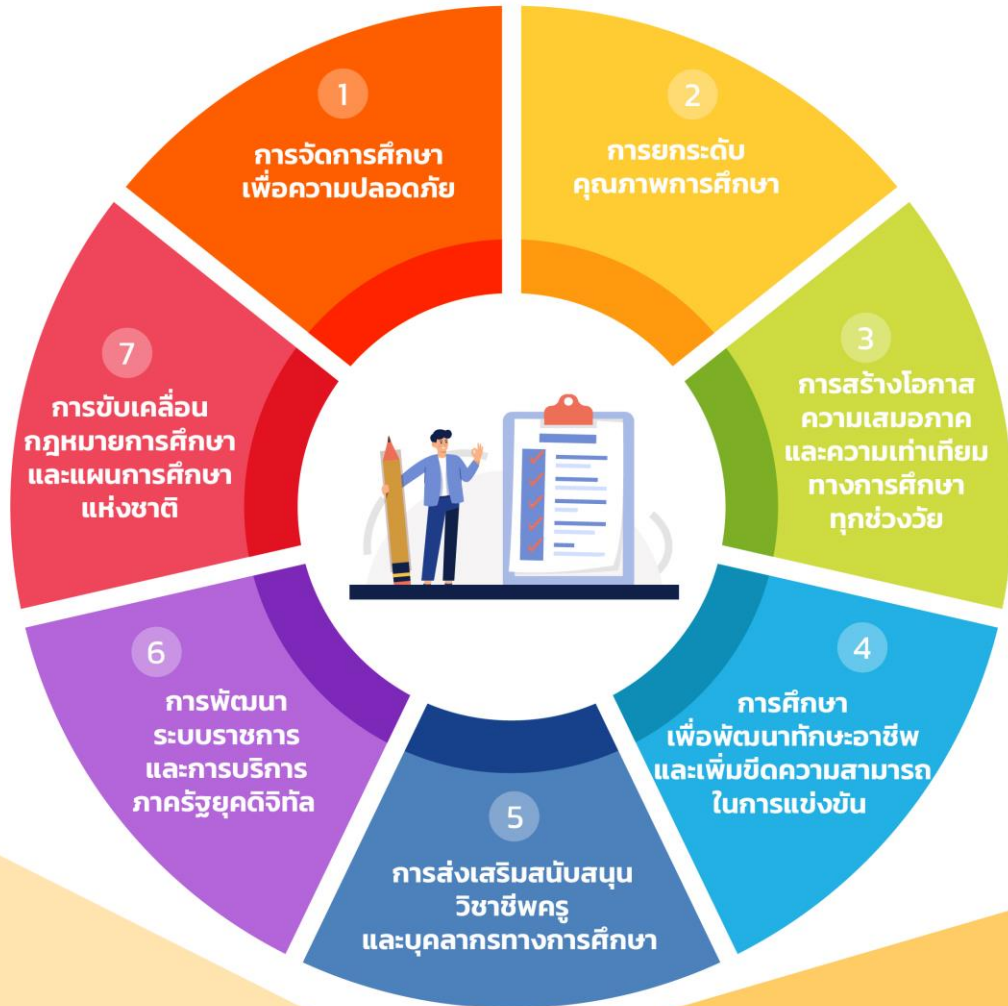 1
การจัดการศึกษา
เพื่อความปลอดภัย
2
การยกระดับ
คุณภาพการศึกษา
3
การสร้างโอกาส
ความเสมอภาค
และความเท่าเทียม
ทางการศึกษา
ทุกช่วงวัย
4
การศึกษา
เพื่อพัฒนาทักษะอาชีพ
และเพิ่มขีดความสามารถ
ในการแข่งขัน
5
การส่งเสริมสนับสนุน
วิชาชีพครู
และบุคลากรทางการศึกษา
6
การพัฒนา
ระบบราชการ
และการบริการ
ภาครัฐยุคดิจิทัล
7
การขับเคลื่อน
กฎหมายการศึกษา
และแผนการศึกษา
แห่งชาติ